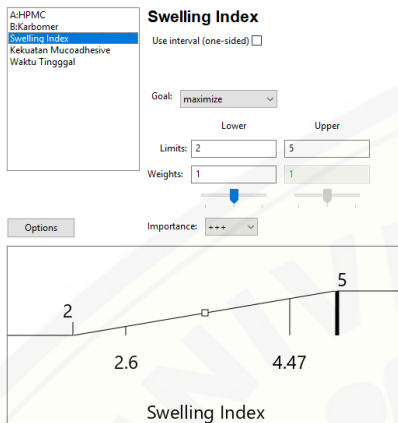 A:HPMC
B:Karbomer
Swelling Index
Kekuatan Mucoadhesive
Waktu Tingggal
Swelling Index
Use interval (one-sided)
Goal: maximize
Lower Upper
Limits: 2 5
Weights: 1 1
Options
Importance: +++
2 5
2.6 4.47
Swelling Index